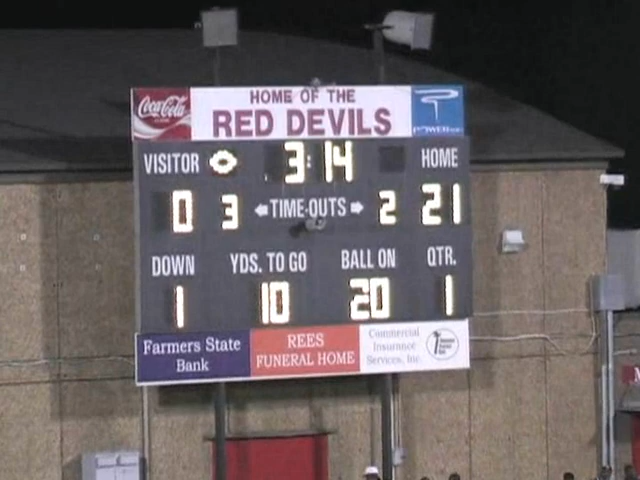 Coca-Cola
HOME OF THE
RED DEVILS
POWER
VISITOR 3:14 HOME
0 3 TIME-OUTS 2 21
DOWN YDS. TO GO BALL ON QTR.
1 10 20 1
Farmers State
Bank
REES
FUNERAL HOME
Commercial
Insurance
Services, Inc.